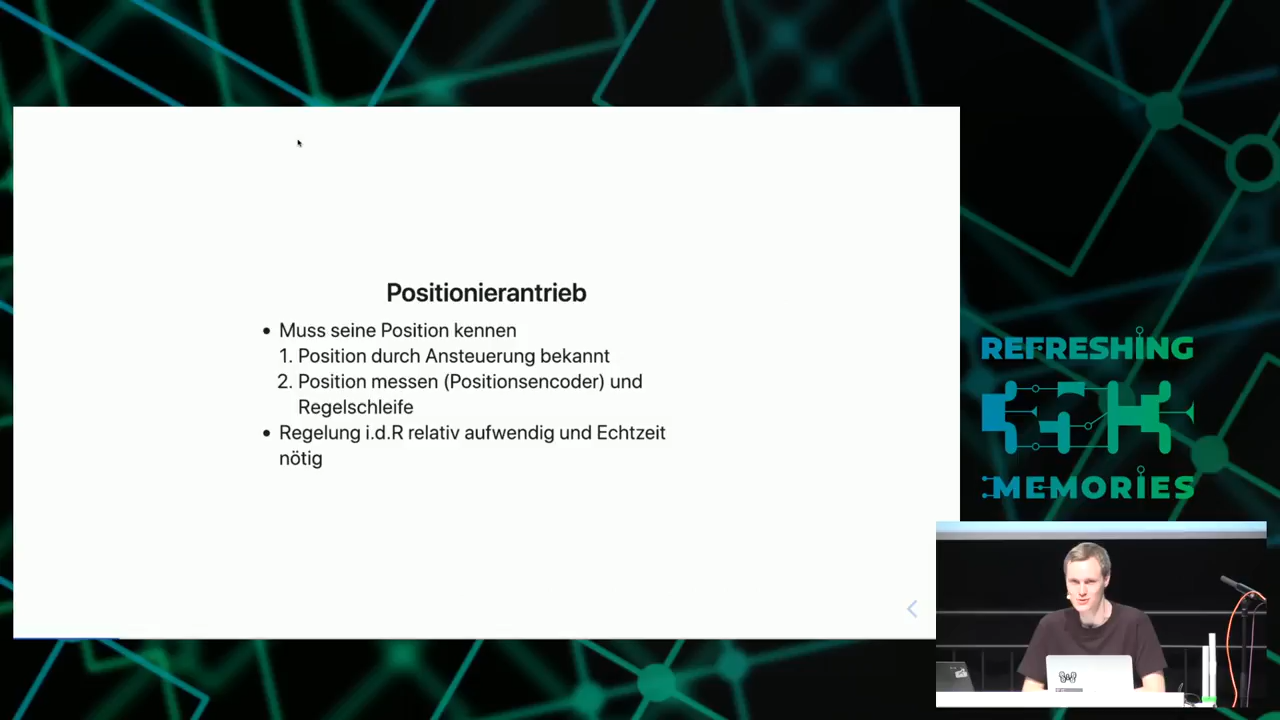 Positionierantrieb
• Muss seine Position kennen
1. Position durch Ansteuerung bekannt
2. Position messen (Positionsencoder) und
Regelschleife
• Regelung i.d.R relativ aufwendig und Echtzeit
nötig
REFRESHING
MEMORIES